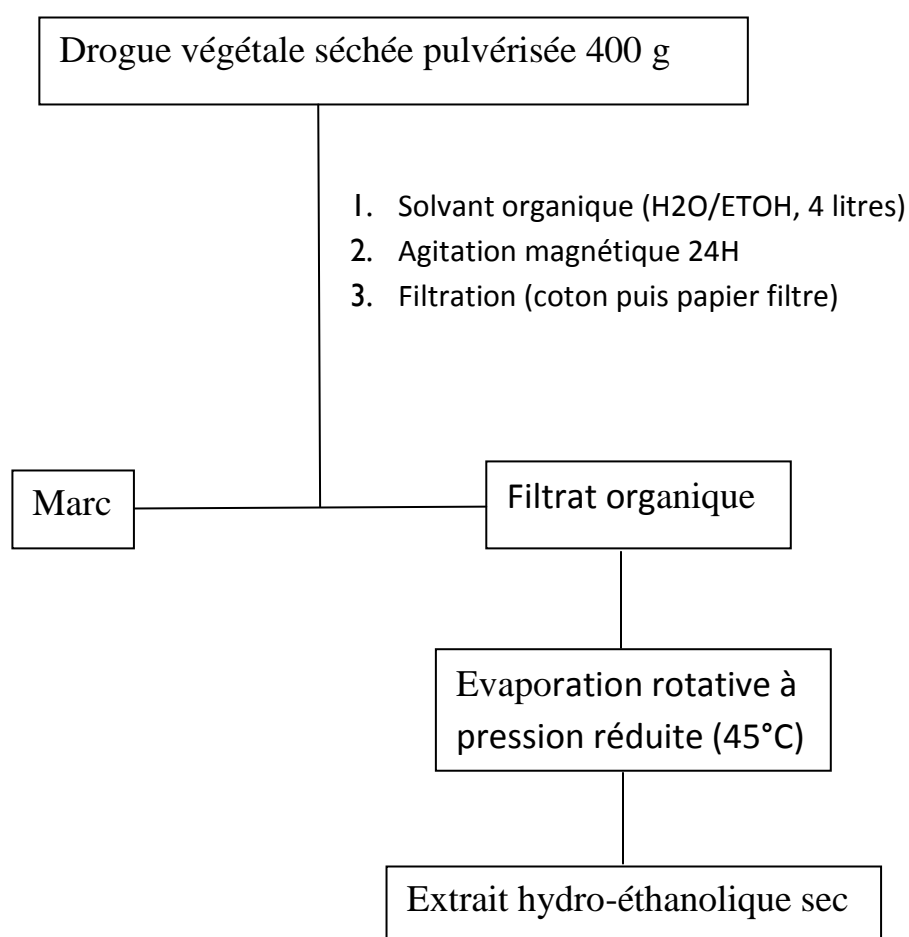 Drogue végétale séchée pulvérisée 400 g
1. Solvant organique (H2O/ETOH, 4 litres)
2. Agitation magnétique 24H
3. Filtration (coton puis papier filtre)
Marc
Filtrat organique
Evaporation rotative à
pression réduite (45°C)
Extrait hydro-éthanolique sec